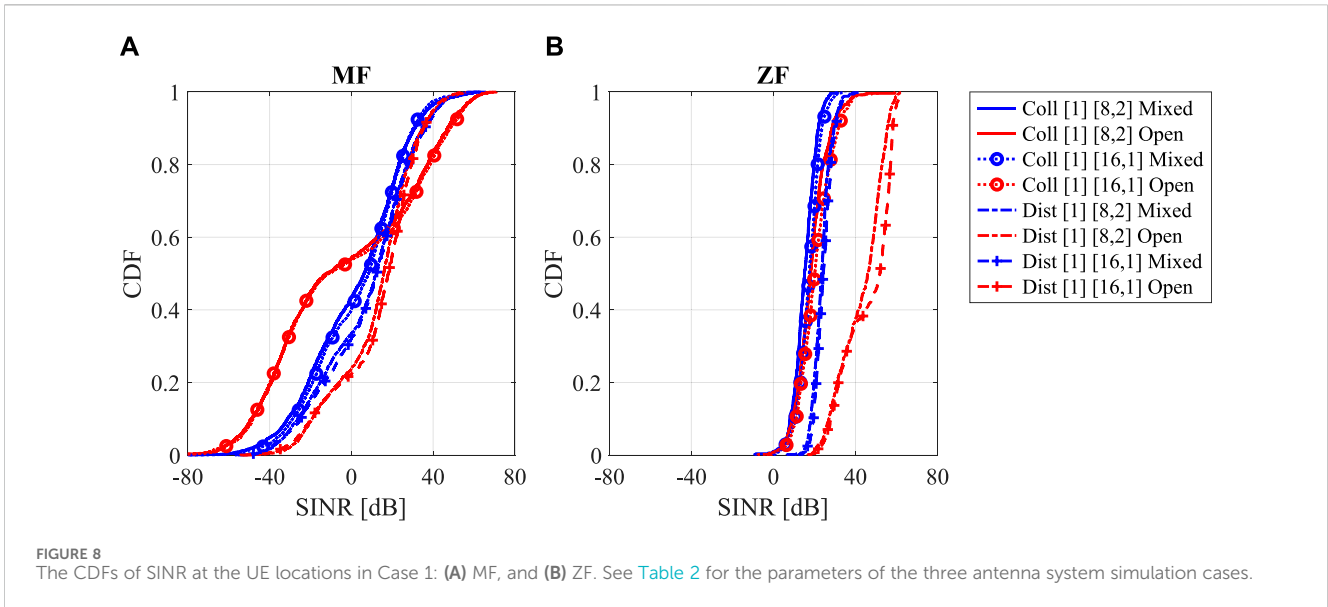 A
B
MF
ZF
1
0.8
0.6
0.4
0.2
0
CDF
-80
-40
0
40
80
SINR [dB]
1
0.8
0.6
0.4
0.2
0
CDF
-80
-40
0
40
80
SINR [dB]
Coll [1] [8,2] Mixed
Coll [1] [8,2] Open
Coll [1] [16,1] Mixed
Coll [1] [16,1] Open
Dist [1] [8,2] Mixed
Dist [1] [8,2] Open
Dist [1] [16,1] Mixed
Dist [1] [16,1] Open
FIGURE 8
The CDFs of SINR at the UE locations in Case 1: (A) MF, and (B) ZF. See Table 2 for the parameters of the three antenna system simulation cases.